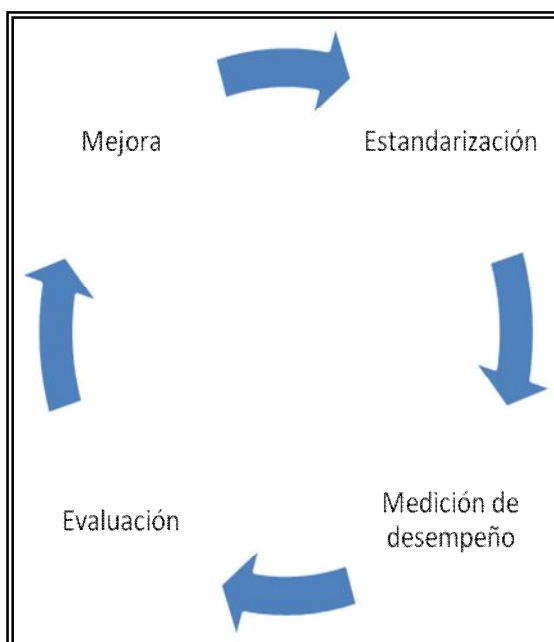 Mejora
Estandarización
Evaluación
Medición de
desempeño